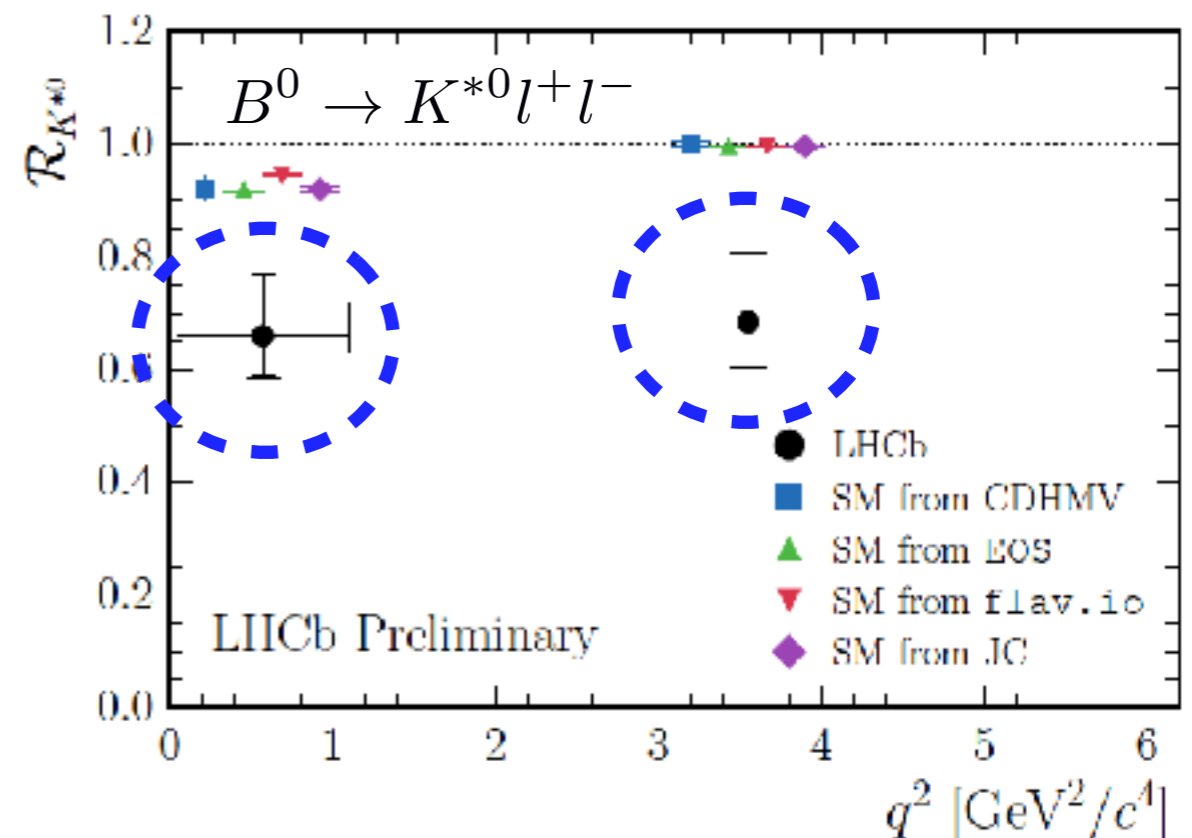 1.2
B⁰ → K*⁰l⁺l⁻
R_K*⁰
1.0
0.8
0.6
0.4
0.2
0.0
LHCb
SM from CDHMV
SM from EOS
SM from flav.io
SM from JC
LHCb Preliminary
0 1 2 3 4 5 6
q² [GeV²/c⁴]